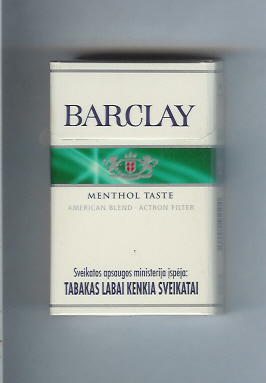 BARCLAY
MENTHOL TASTE
AMERICAN BLEND - ACTRON FILTER
Sveikatos apsaugos ministerija įspėja:
TABAKAS LABAI KENKIA SVEIKATAI